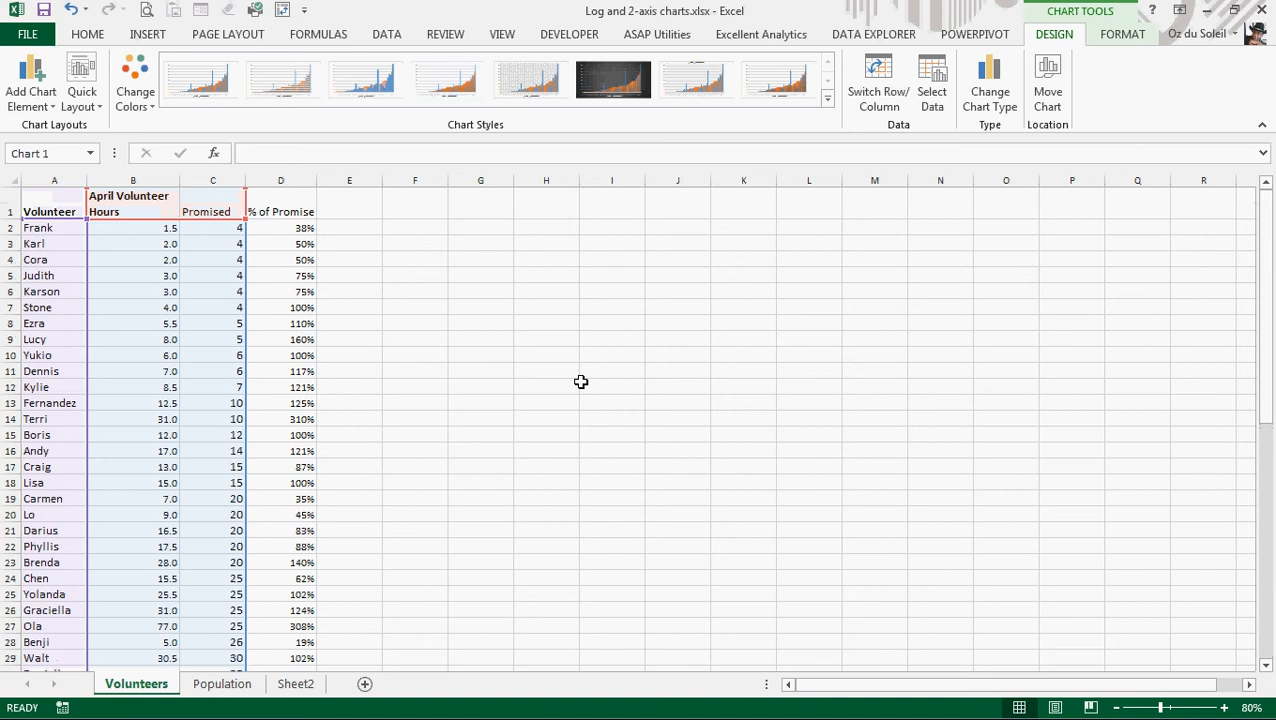 Log and 2-axis charts.xlsx - Excel
CHART TOOLS
FILE HOME INSERT PAGE LAYOUT FORMULAS DATA REVIEW VIEW DEVELOPER ASAP Utilities Excellent Analytics DATA EXPLORER POWERPIVOT DESIGN FORMAT Oz du Soleil
Add Chart Element Quick Layout Change Colors Switch Row/ Column Select Data Change Chart Type Move Chart
Chart Layouts Chart Styles Data Type Location
Chart 1 fx
A B C D E F G H I J K L M N O P Q R
April Volunteer
1 Volunteer Hours Promised % of Promise
2 Frank 1.5 4 38%
3 Karl 2.0 4 50%
4 Cora 2.0 4 50%
5 Judith 3.0 4 75%
6 Karson 3.0 4 75%
7 Stone 4.0 4 100%
8 Ezra 5.5 5 110%
9 Lucy 8.0 5 160%
10 Yukio 6.0 6 100%
11 Dennis 7.0 6 117%
12 Kylie 8.5 7 121%
13 Fernandez 12.5 10 125%
14 Terri 31.0 10 310%
15 Boris 12.0 12 100%
16 Andy 17.0 14 121%
17 Craig 13.0 15 87%
18 Lisa 15.0 15 100%
19 Carmen 7.0 20 35%
20 Lo 9.0 20 45%
21 Darius 16.5 20 83%
22 Phyllis 17.5 20 88%
23 Brenda 28.0 20 140%
24 Chen 15.5 25 62%
25 Yolanda 25.5 25 102%
26 Graciella 31.0 25 124%
27 Ola 77.0 25 308%
28 Benji 5.0 26 19%
29 Walt 30.5 30 102%
Volunteers Population Sheet2
READY 80%